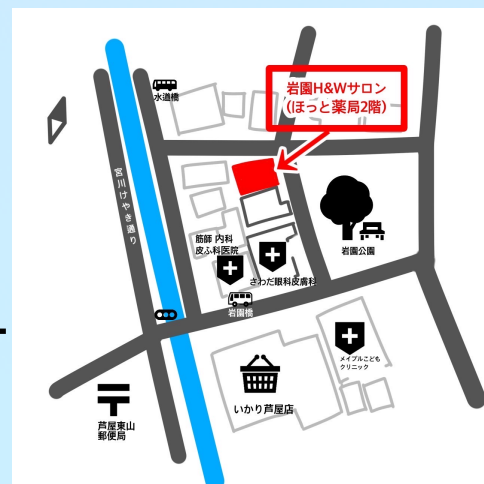 岩園H&Wサロン
(ほっと薬局2階)
水道橋
宮川けやき通り
筋師 内科
皮ふ科医院
さわだ眼科皮膚科
岩園公園
岩園橋
メイプルこども
クリニック
いかり芦屋店
芦屋東山
郵便局